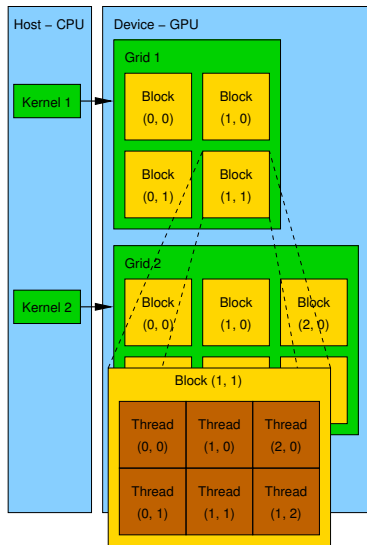 Host – CPU
Device – GPU
Grid 1
Kernel 1
Block
(0, 0)
Block
(1, 0)
Block
(0, 1)
Block
(1, 1)
Grid 2
Kernel 2
Block
(0, 0)
Block
(1, 0)
Block
(2, 0)
Block (1, 1)
Thread
(0, 0)
Thread
(1, 0)
Thread
(2, 0)
Thread
(0, 1)
Thread
(1, 1)
Thread
(1, 2)